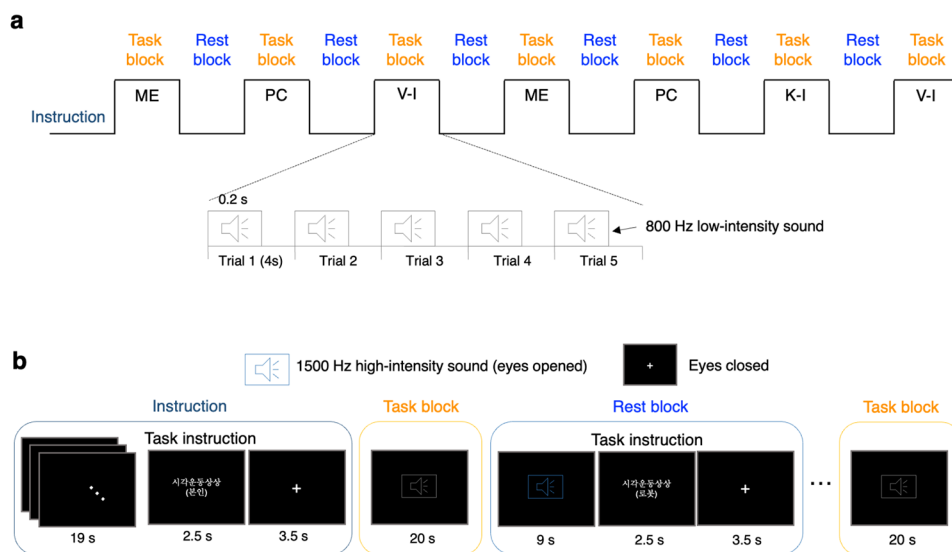 a
Task block Rest block Task block Rest block Task block Rest block Task block Rest block Task block Rest block Task block Rest block Task block
Instruction ME PC V-I ME PC K-I V-I
0.2 s
800 Hz low-intensity sound
Trial 1 (4s) Trial 2 Trial 3 Trial 4 Trial 5
b
1500 Hz high-intensity sound (eyes opened) + Eyes closed
Instruction Task block Rest block Task block
Task instruction Task instruction
시각운동상상 시각운동상상
(본인) + (로봇) + ...
19 s 2.5 s 3.5 s 20 s 9 s 2.5 s 3.5 s 20 s